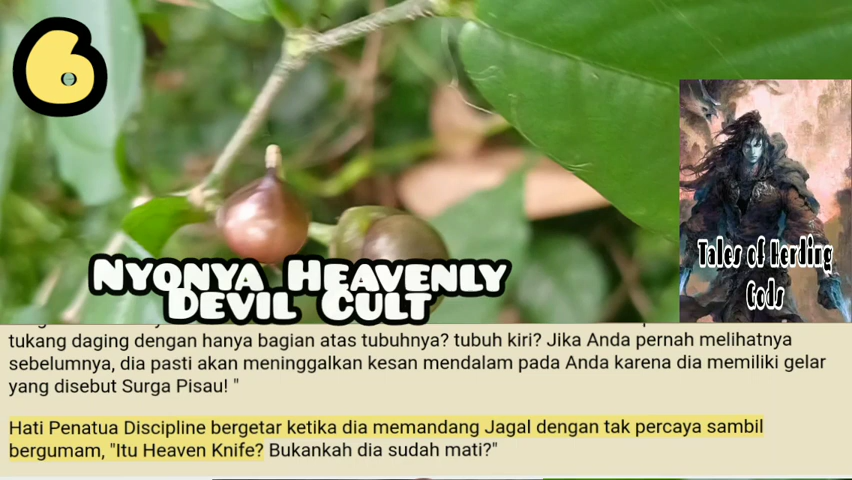 6
Tales of Herding
Gods
NYONYA HEAVENLY
DEVIL CULT
tukang daging dengan hanya bagian atas tubuhnya? tubuh kiri? Jika Anda pernah melihatnya
sebelumnya, dia pasti akan meninggalkan kesan mendalam pada Anda karena dia memiliki gelar
yang disebut Surga Pisau! "
Hati Penatua Discipline bergetar ketika dia memandang Jagal dengan tak percaya sambil
bergumam, "Itu Heaven Knife? Bukankah dia sudah mati?"